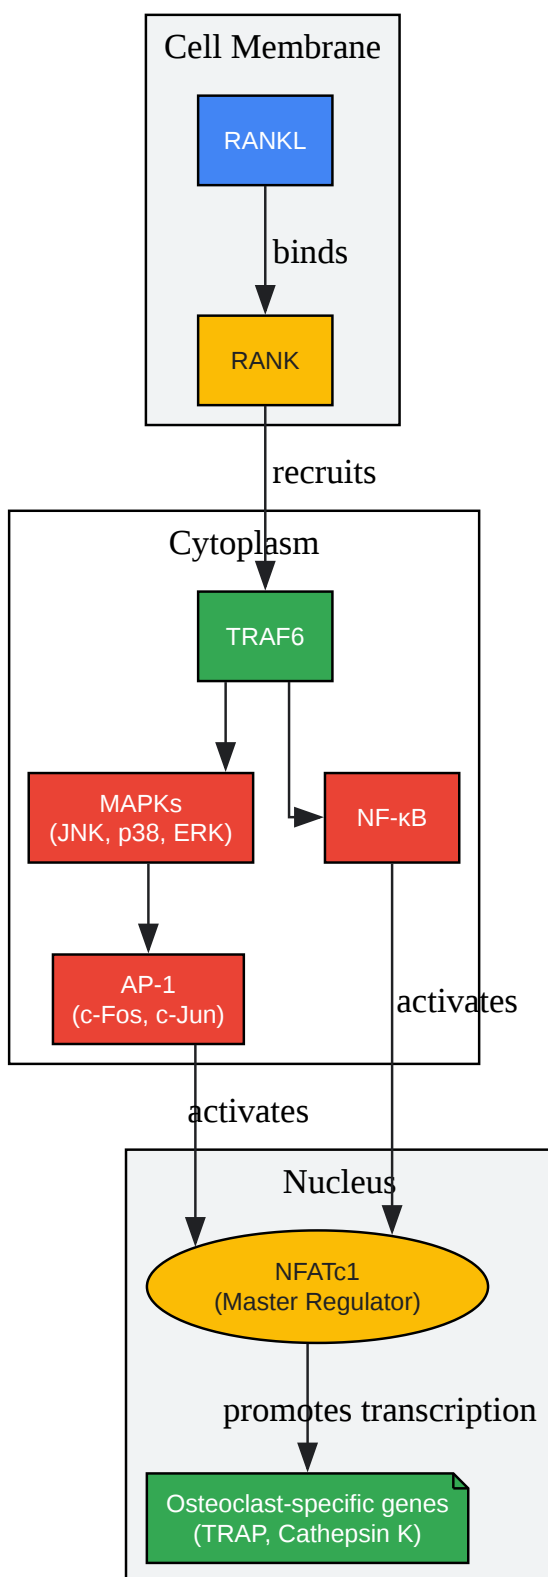 Cell Membrane
RANKL
binds
RANK
recruits
Cytoplasm
TRAF6
MAPKs
(JNK, p38, ERK)
NF-κB
AP-1
(c-Fos, c-Jun)
activates
activates
Nucleus
NFATc1
(Master Regulator)
promotes transcription
Osteoclast-specific genes
(TRAP, Cathepsin K)